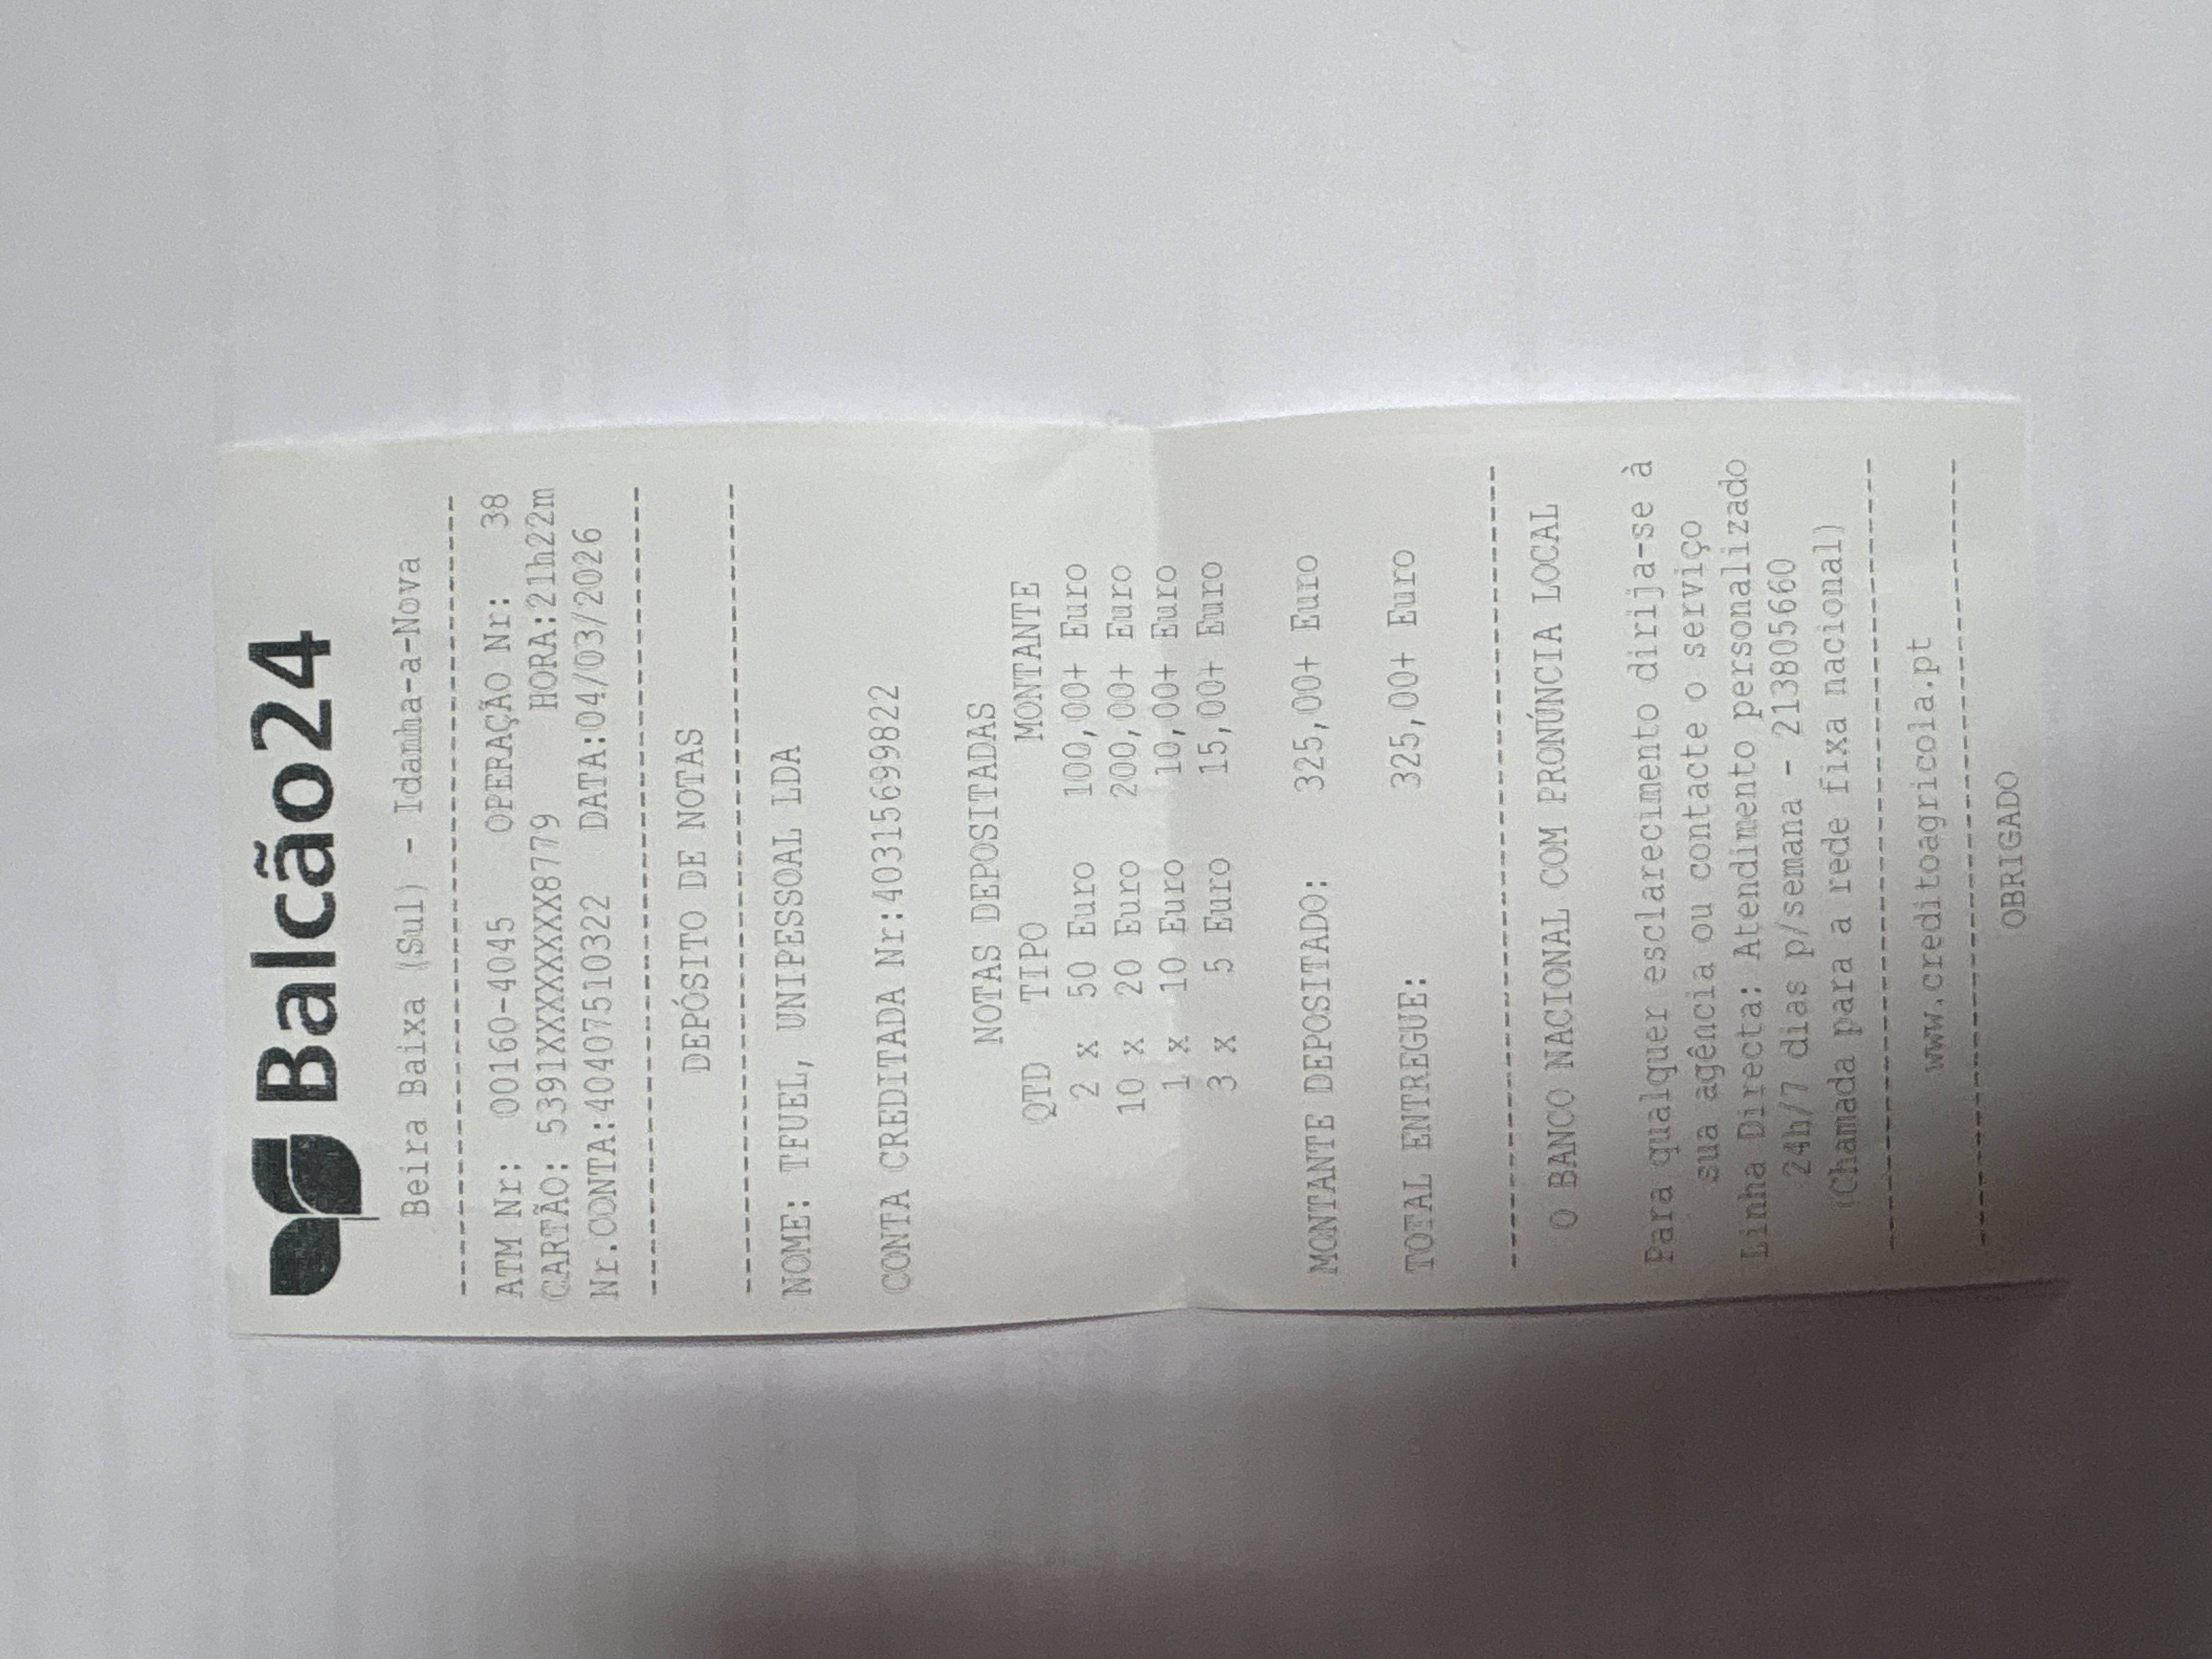 Balcão24
Beira Baixa (Sul) - Idanha-a-Nova
----------------------------------------
ATM Nr: 00160-4045 OPERAÇÃO Nr: 38
CARTÃO: 5391XXXXXXXX8779 HORA:21h22m
Nr.CONTA:40407510322 DATA:04/03/2026
----------------------------------------
DEPÓSITO DE NOTAS
----------------------------------------
NOME: TFUEL, UNIPESSOAL LDA
CONTA CREDITADA Nr:40315699822
NOTAS DEPOSITADAS
QTD TIPO MONTANTE
2 x 50 Euro 100,00+ Euro
10 x 20 Euro 200,00+ Euro
1 x 10 Euro 10,00+ Euro
3 x 5 Euro 15,00+ Euro
MONTANTE DEPOSITADO: 325,00+ Euro
TOTAL ENTREGUE: 325,00+ Euro
----------------------------------------
O BANCO NACIONAL COM PRONÚNCIA LOCAL
Para qualquer esclarecimento dirija-se à
sua agência ou contacte o serviço
Linha Directa: Atendimento personalizado
24h/7 dias p/semana - 213805660
(Chamada para a rede fixa nacional)
----------------------------------------
www.creditoagricola.pt
----------------------------------------
OBRIGADO